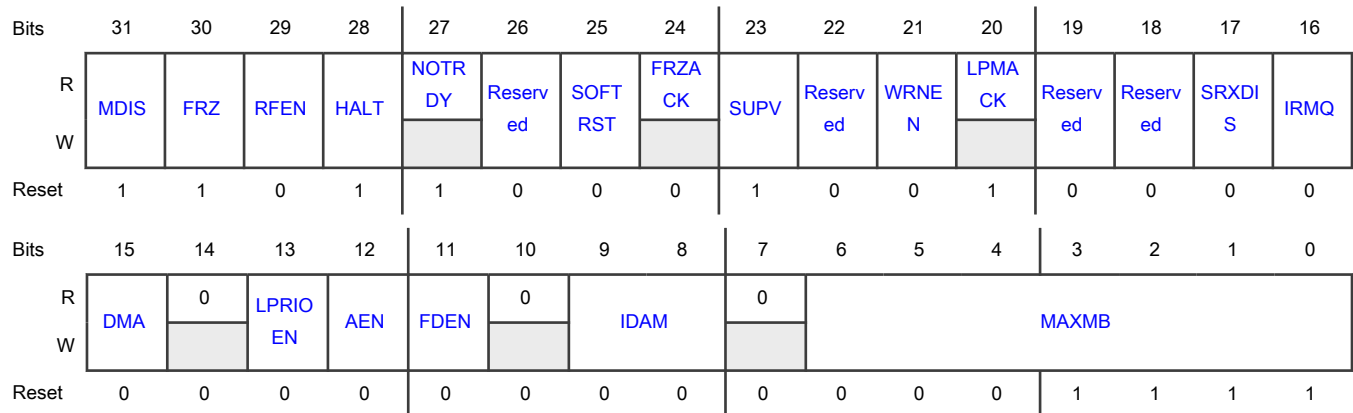 Bits 31 30 29 28 27 26 25 24 23 22 21 20 19 18 17 16
R
W
MDIS FRZ RFEN HALT NOTR
DY Reserv
ed SOFT
RST FRZA
CK SUPV Reserv
ed WRNE
N LPMA
CK Reserv
ed Reserv
ed SRXDI
S IRMQ
Reset 1 1 0 1 1 0 0 0 1 0 0 1 0 0 0 0
Bits 15 14 13 12 11 10 9 8 7 6 5 4 3 2 1 0
R
W
DMA 0 LPRIO
EN AEN FDEN 0 IDAM 0 MAXMB
Reset 0 0 0 0 0 0 0 0 0 0 0 0 1 1 1 1